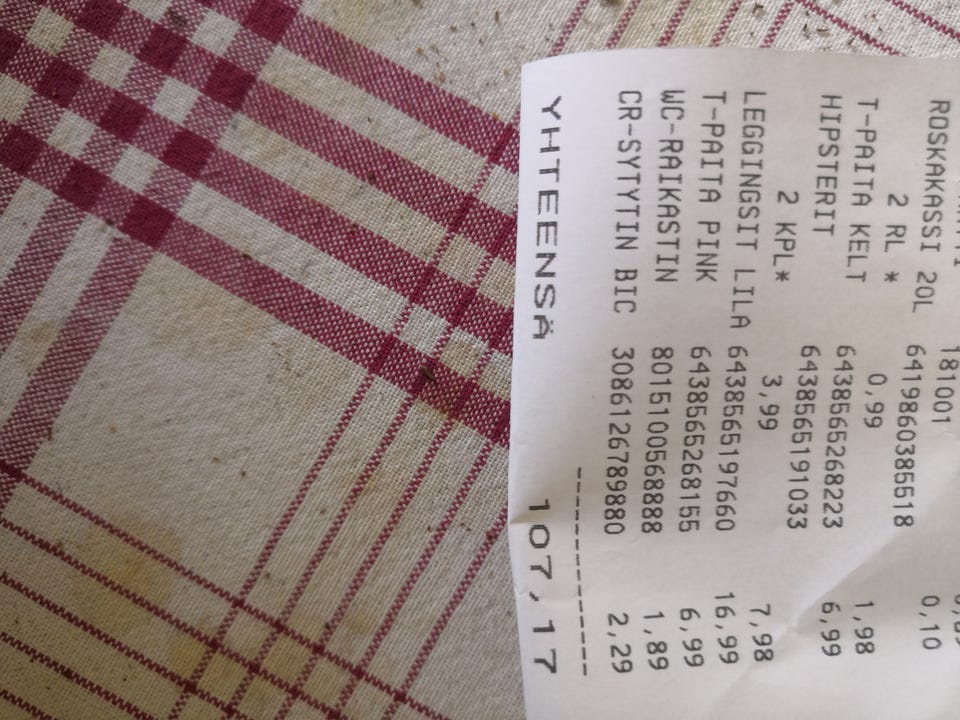 181001 0,10
ROSKAKASSI 20L 6419860385518
2 RL * 0,99 1,98
T-PAITA KELT 6438565268223 6,99
HIPSTERIT 6438565191033
2 KPL* 3,99 7,98
LEGGINGSIT LILA 6438565197660 16,99
T-PAITA PINK 6438565268155 6,99
WC-RAIKASTIN 8015100568888 1,89
CR-SYTYTIN BIC 3086126789880 2,29
YHTEENSÄ 107,17